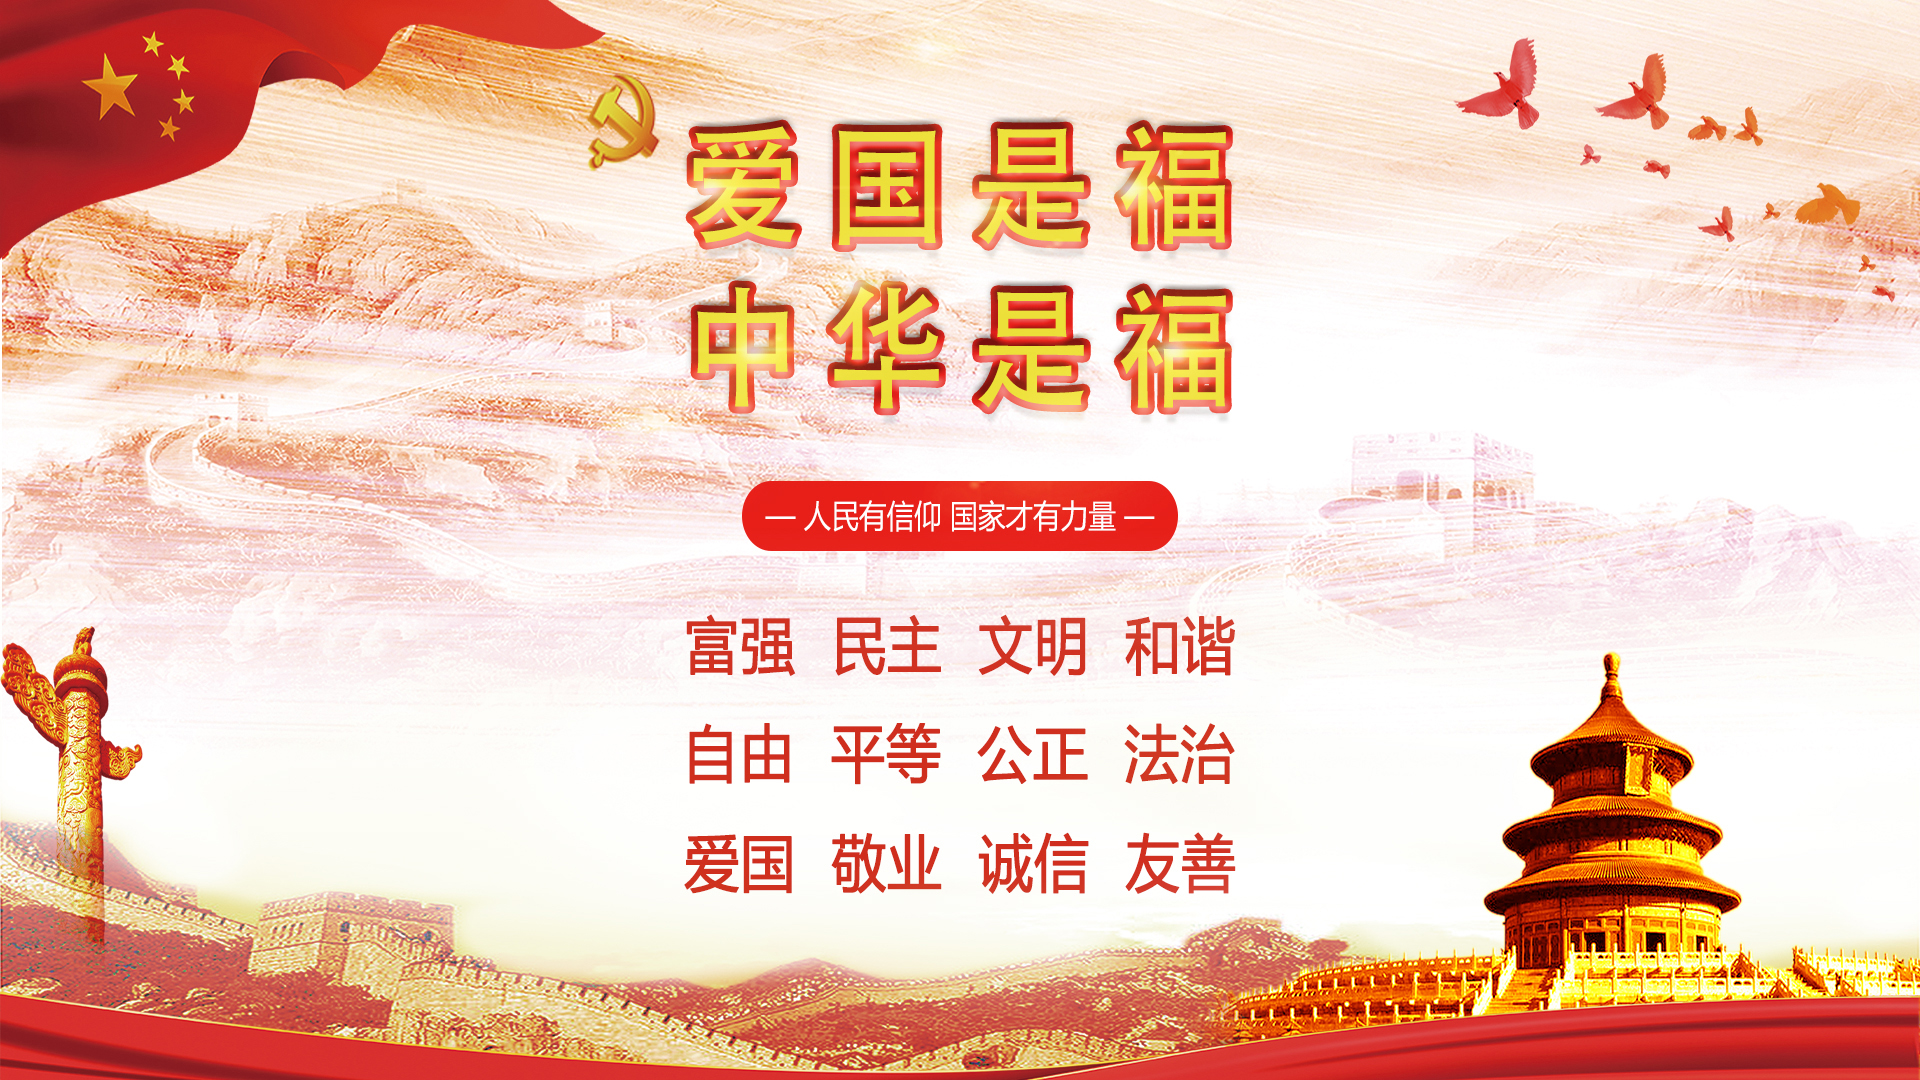 爱国是福
中华是福
— 人民有信仰 国家才有力量 —
富强 民主 文明 和谐
自由 平等 公正 法治
爱国 敬业 诚信 友善